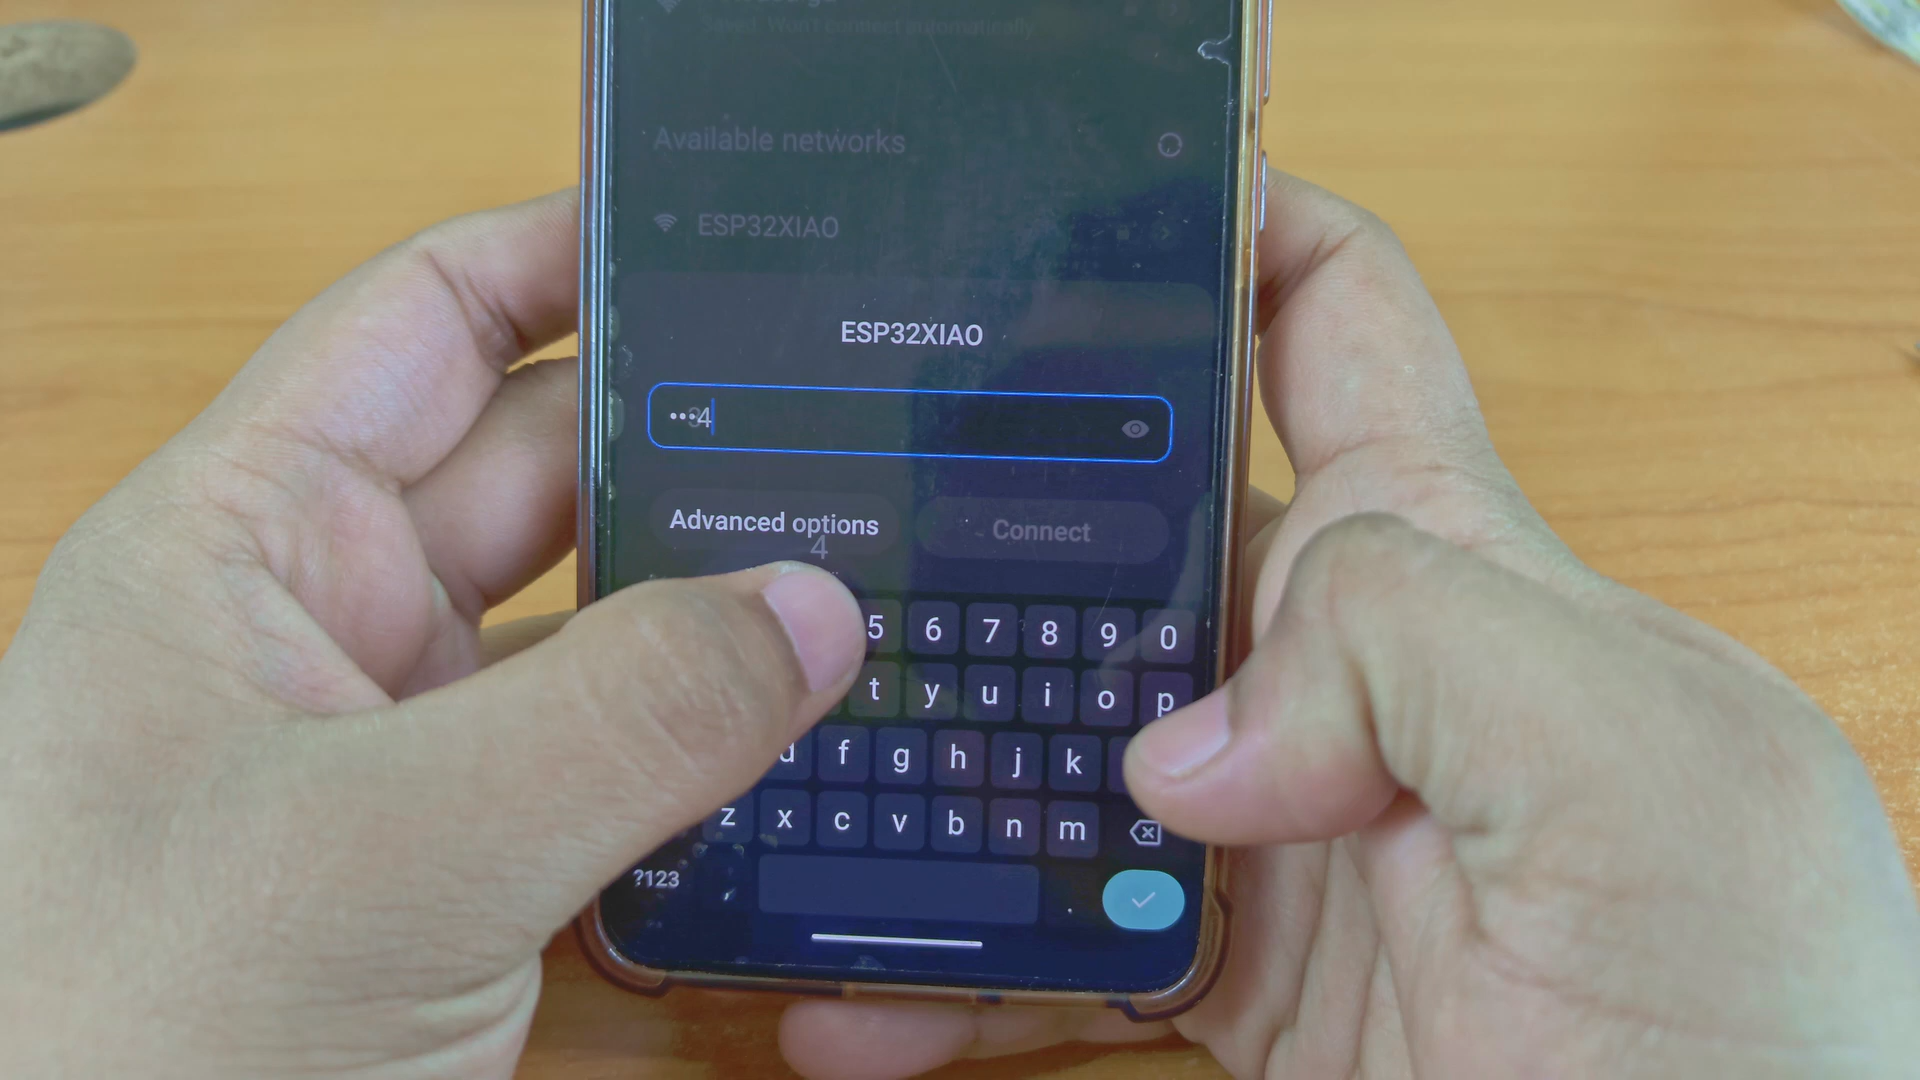 Saved. Won't connect automatically
Available networks
ESP32XIAO
ESP32XIAO
•••4
Advanced options
Connect
4
5 6 7 8 9 0
t y u i o p
d f g h j k
z x c v b n m
?123 , .